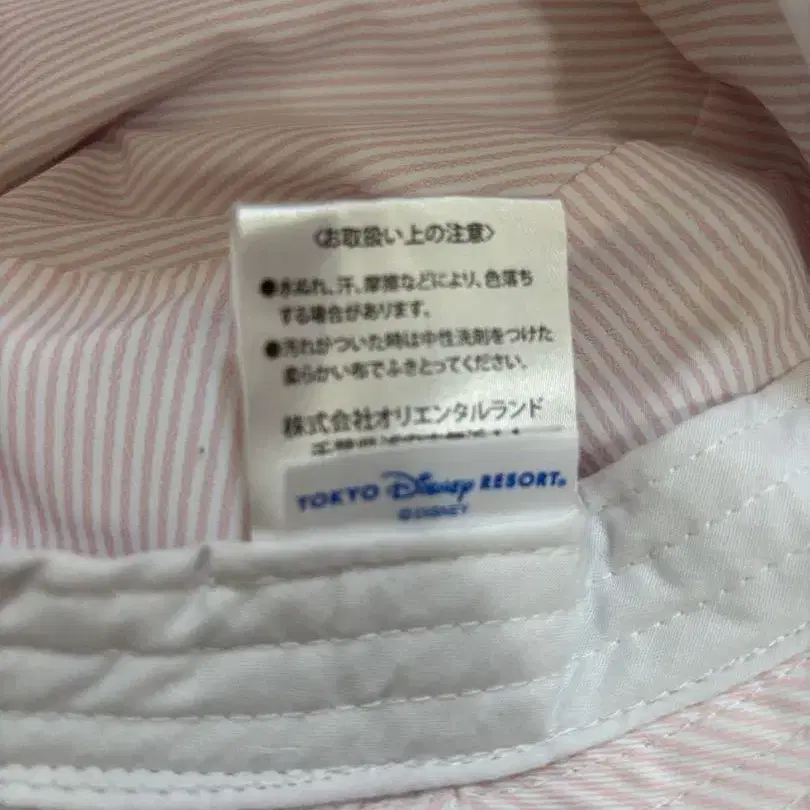 〈お取扱い上の注意〉
●水ぬれ、汗、摩擦などにより、色落ち
する場合があります。
●汚れがついた時は中性洗剤をつけた
柔らかい布でふきとってください。
株式会社オリエンタルランド
TOKYO Disney RESORT®
©DISNEY